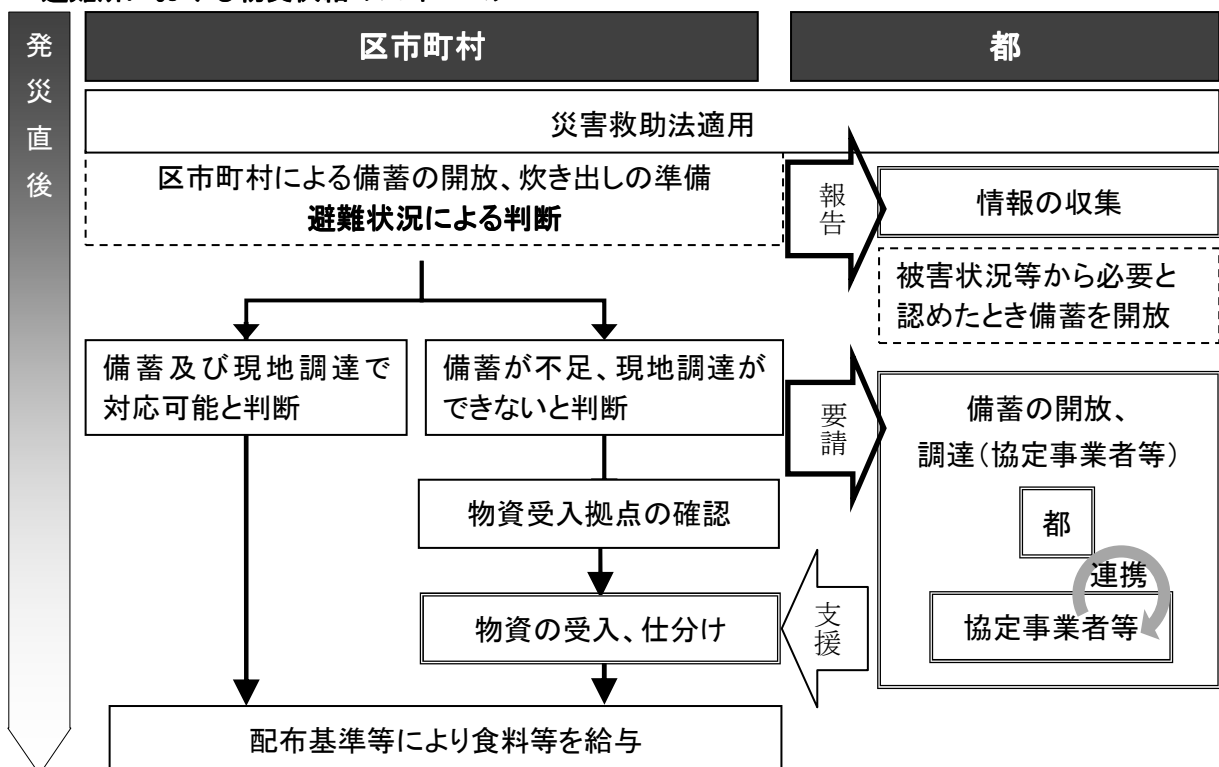 発災直後
区市町村
都
災害救助法適用
区市町村による備蓄の開放、炊き出しの準備
避難状況による判断
報告
情報の収集
被害状況等から必要と
認めたとき備蓄を開放
備蓄及び現地調達で
対応可能と判断
備蓄が不足、現地調達が
できないと判断
要請
備蓄の開放、
調達（協定事業者等）
都
連携
協定事業者等
物資受入拠点の確認
物資の受入、仕分け
支援
配布基準等により食料等を給与